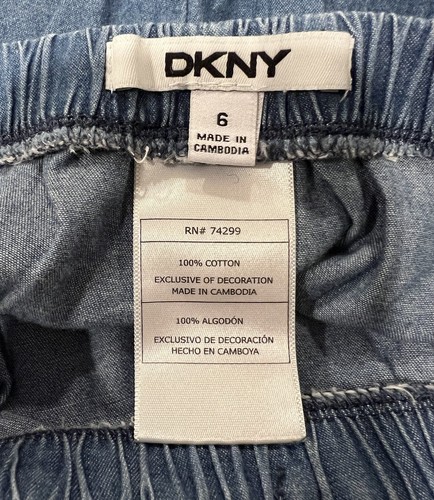 DKNY
6
MADE IN
CAMBODIA
RN# 74299
100% COTTON
EXCLUSIVE OF DECORATION
MADE IN CAMBODIA
100% ALGODÓN
EXCLUSIVO DE DECORACIÓN
HECHO EN CAMBOYA